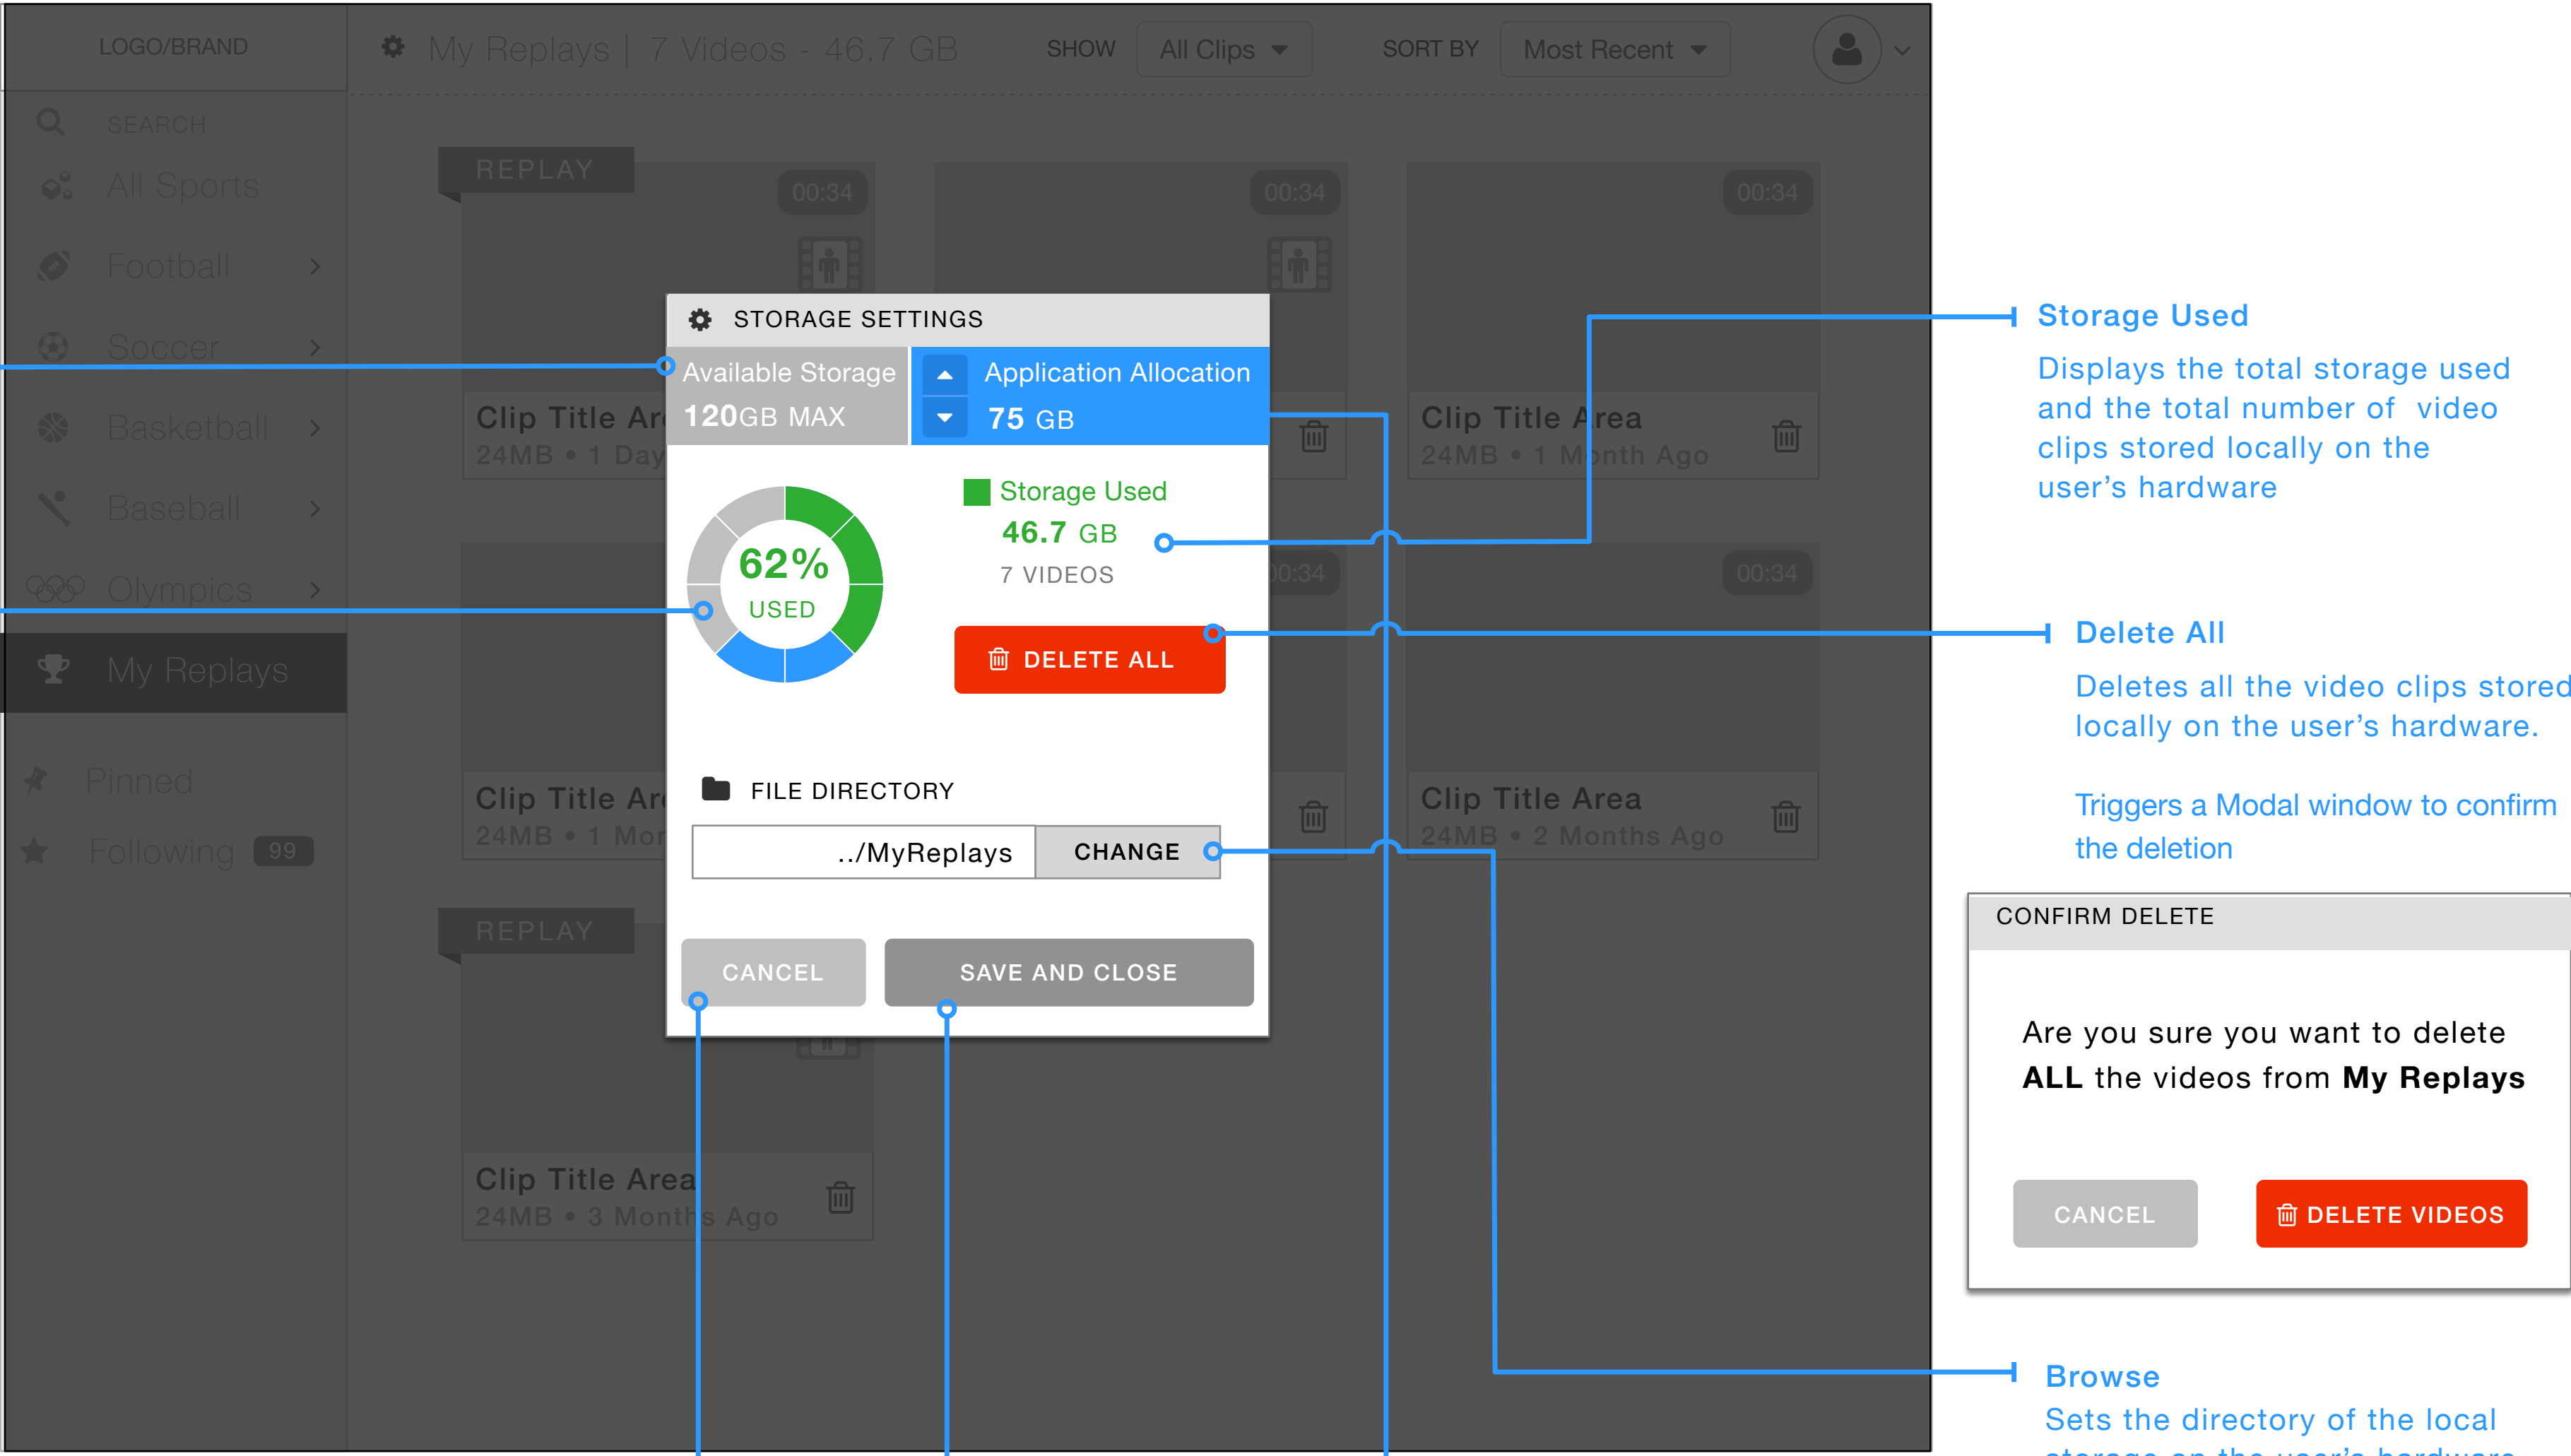 LOGO/BRAND
My Replays | 7 Videos - 46.7 GB
SHOW
All Clips
SORT BY
Most Recent
SEARCH
All Sports
Football
Soccer
Basketball
Baseball
Olympics
My Replays
Pinned
Following 99
REPLAY
00:34
00:34
00:34
Clip Title Ar
24MB • 1 Day
Clip Title Area
24MB • 1 Month Ago
00:34
00:34
Clip Title Ar
24MB • 1 Mor
Clip Title Area
24MB • 2 Months Ago
REPLAY
Clip Title Area
24MB • 3 Months Ago
STORAGE SETTINGS
Available Storage
120GB MAX
Application Allocation
75 GB
62%
USED
Storage Used
46.7 GB
7 VIDEOS
DELETE ALL
FILE DIRECTORY
../MyReplays
CHANGE
CANCEL
SAVE AND CLOSE
Storage Used
Displays the total storage used
and the total number of video
clips stored locally on the
user's hardware
Delete All
Deletes all the video clips stored
locally on the user's hardware.
Triggers a Modal window to confirm
the deletion
CONFIRM DELETE
Are you sure you want to delete
ALL the videos from My Replays
CANCEL
DELETE VIDEOS
Browse
Sets the directory of the local
storage on the user's hardware